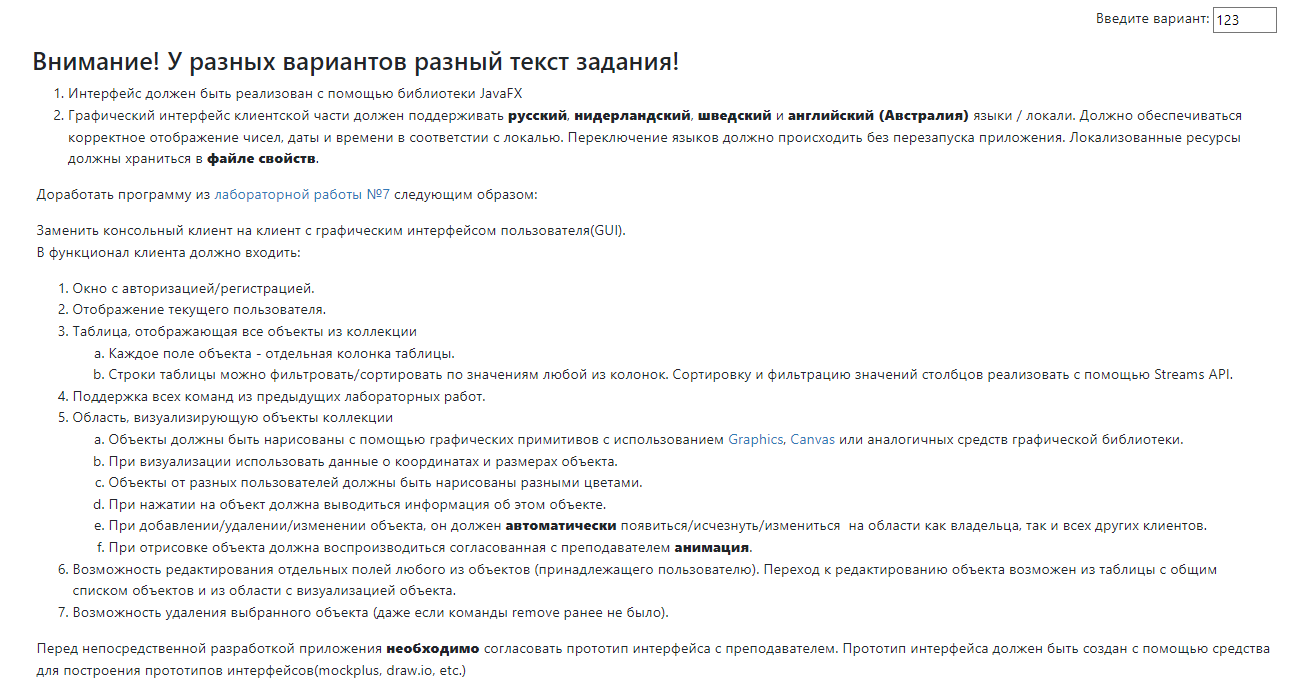 Введите вариант: 123
Внимание! У разных вариантов разный текст задания!
1. Интерфейс должен быть реализован с помощью библиотеки JavaFX
2. Графический интерфейс клиентской части должен поддерживать русский, нидерландский, шведский и английский (Австралия) языки / локали. Должно обеспечиваться
корректное отображение чисел, даты и времени в соответстии с локалью. Переключение языков должно происходить без перезапуска приложения. Локализованные ресурсы
должны храниться в файле свойств.
Доработать программу из лабораторной работы №7 следующим образом:
Заменить консольный клиент на клиент с графическим интерфейсом пользователя(GUI).
В функционал клиента должно входить:
1. Окно с авторизацией/регистрацией.
2. Отображение текущего пользователя.
3. Таблица, отображающая все объекты из коллекции
a. Каждое поле объекта - отдельная колонка таблицы.
b. Строки таблицы можно фильтровать/сортировать по значениям любой из колонок. Сортировку и фильтрацию значений столбцов реализовать с помощью Streams API.
4. Поддержка всех команд из предыдущих лабораторных работ.
5. Область, визуализирующую объекты коллекции
a. Объекты должны быть нарисованы с помощью графических примитивов с использованием Graphics, Canvas или аналогичных средств графической библиотеки.
b. При визуализации использовать данные о координатах и размерах объекта.
c. Объекты от разных пользователей должны быть нарисованы разными цветами.
d. При нажатии на объект должна выводиться информация об этом объекте.
e. При добавлении/удалении/изменении объекта, он должен автоматически появиться/исчезнуть/измениться на области как владельца, так и всех других клиентов.
f. При отрисовке объекта должна воспроизводиться согласованная с преподавателем анимация.
6. Возможность редактирования отдельных полей любого из объектов (принадлежащего пользователю). Переход к редактированию объекта возможен из таблицы с общим
списком объектов и из области с визуализацией объекта.
7. Возможность удаления выбранного объекта (даже если команды remove ранее не было).
Перед непосредственной разработкой приложения необходимо согласовать прототип интерфейса с преподавателем. Прототип интерфейса должен быть создан с помощью средства
для построения прототипов интерфейсов(mockplus, draw.io, etc.)